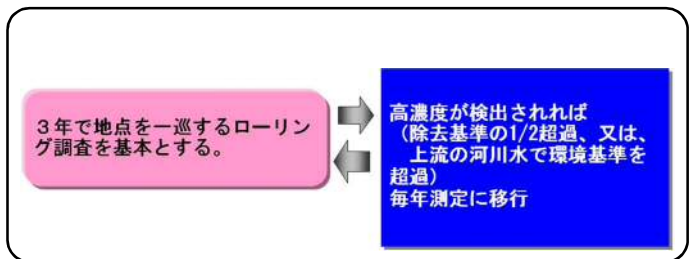 3年で地点を一巡するローリン
グ調査を基本とする。
高濃度が検出されれば
(除去基準の1/2超過、又は、
上流の河川水で環境基準を
超過)
毎年測定に移行